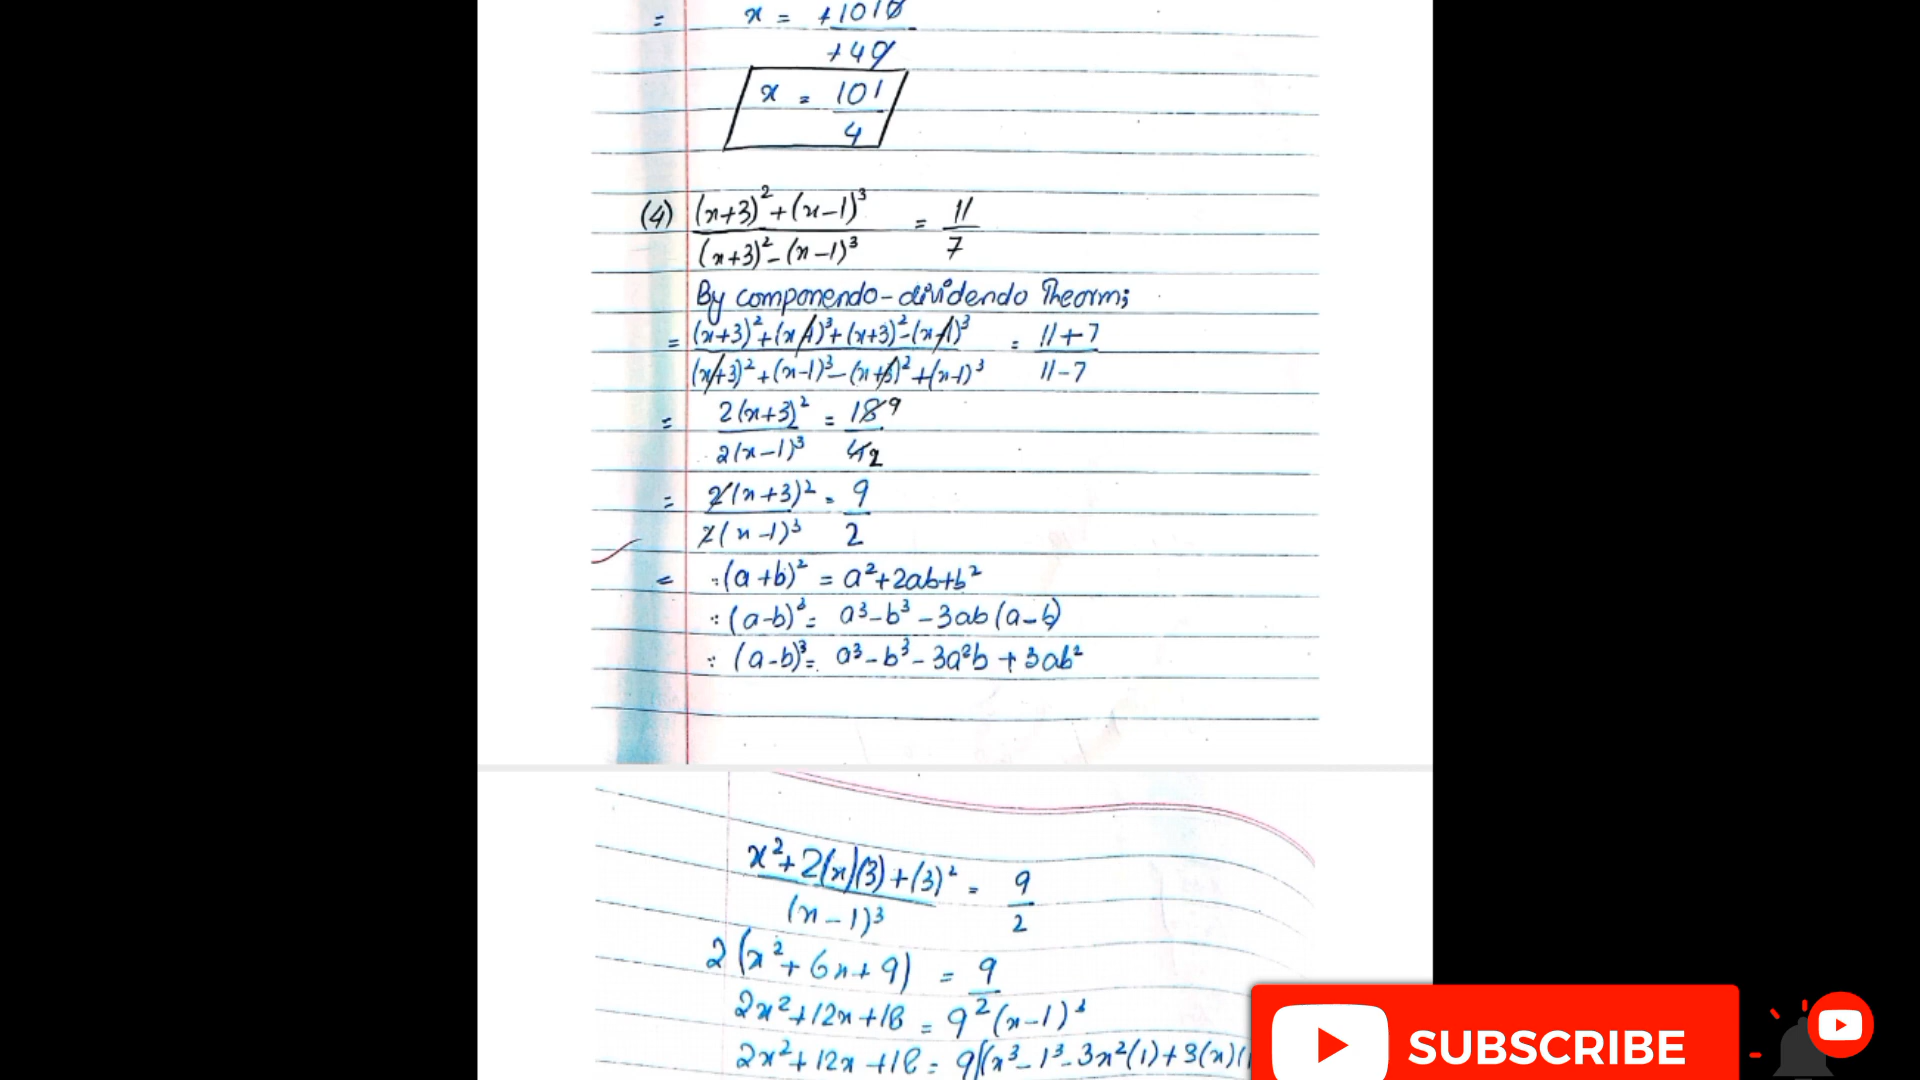 = x = +1010
+40
x = 101
4
(4) (x+3)²+(x-1)³ = 11
(x+3)²-(x-1)³ 7
By componendo-dividendo Theorm;
= (x+3)²+(x-1)³+(x+3)²-(x-1)³ = 11+7
(x+3)²+(x-1)³-(x+3)²+(x-1)³ 11-7
= 2(x+3)² = 18 9
2(x-1)³ 4 2
= 2(x+3)² = 9
2(x-1)³ 2
= ∵(a+b)² = a²+2ab+b²
∵(a-b)³= a³-b³-3ab(a-b)
∵(a-b)³= a³-b³-3a²b+3ab²
x²+2(x)(3)+(3)² = 9
(x-1)³ 2
2(x²+6x+9) = 9
2x²+12x+18 = 9 2 (x-1)³
2x²+12x+18 = 9((x³-1³-3x²(1)+3(x)(1
SUBSCRIBE